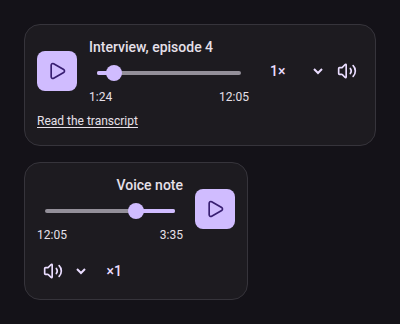 Interview, episode 4
1×
1:24 12:05
Read the transcript
Voice note
12:05 3:35
×1